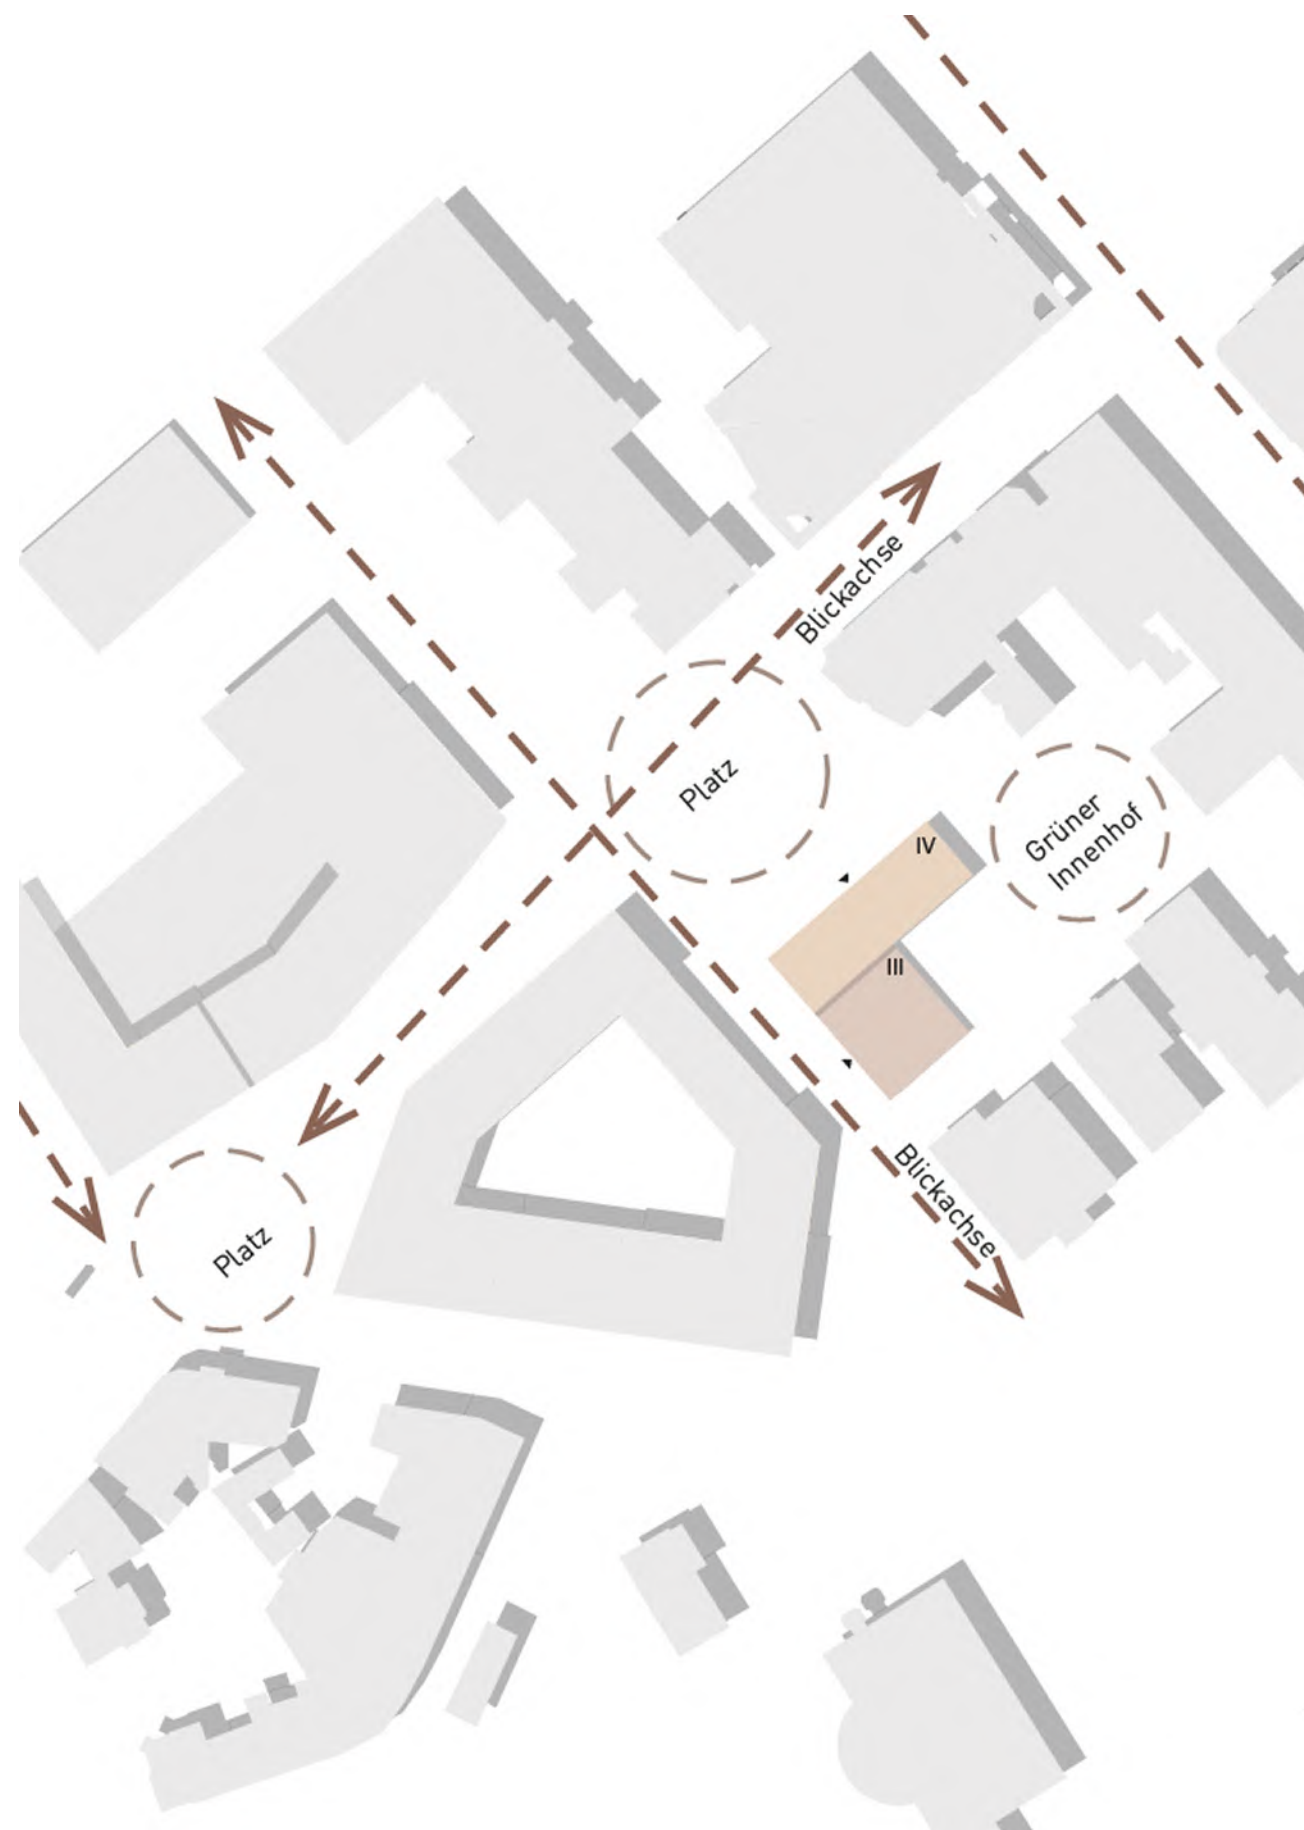 Blickachse
Platz
IV
Grüner
Innenhof
III
Blickachse
Platz